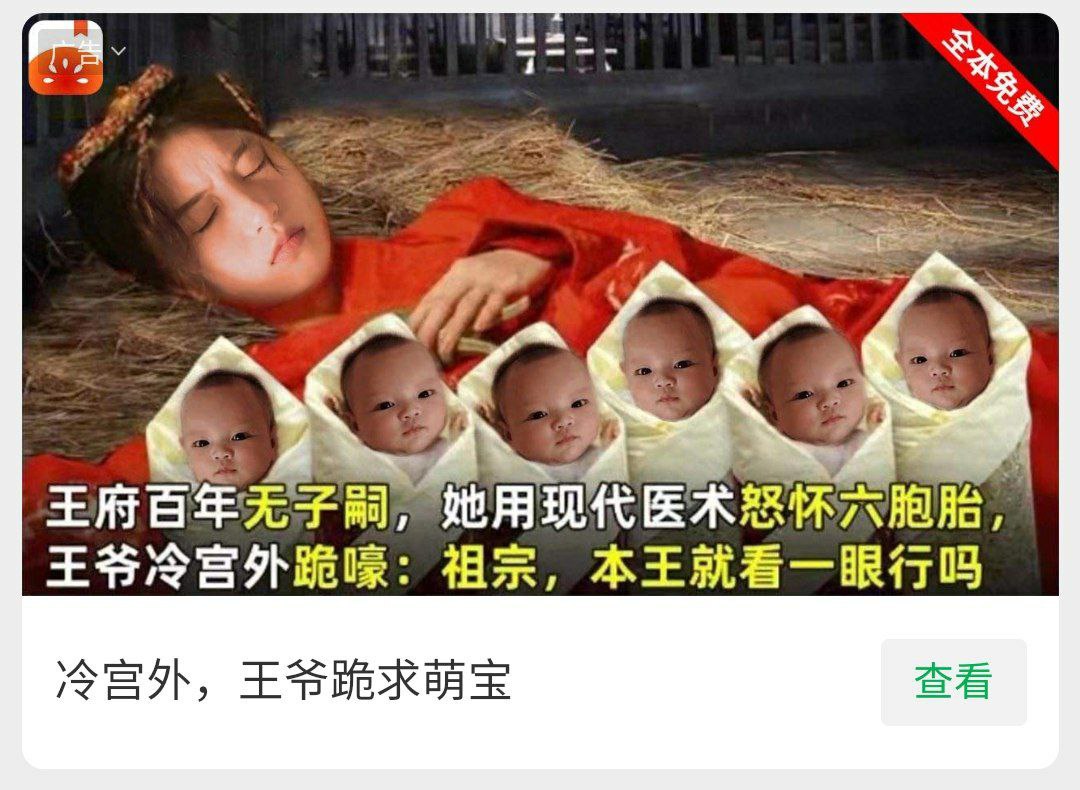 广告
全本免费
王府百年无子嗣，她用现代医术怒怀六胞胎，
王爷冷宫外跪嚎：祖宗，本王就看一眼行吗
冷宫外，王爷跪求萌宝
查看